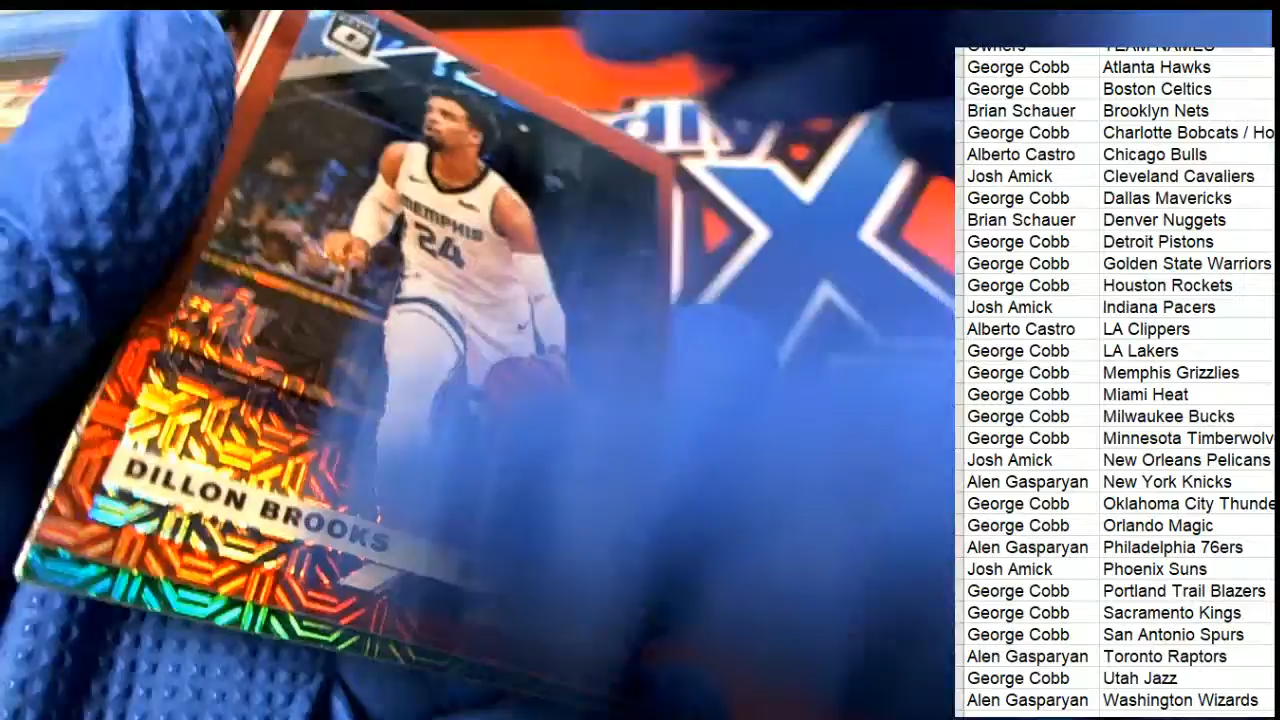 MEMPHIS
24
DILLON BROOKS
Owners TEAM NAMES
George Cobb Atlanta Hawks
George Cobb Boston Celtics
Brian Schauer Brooklyn Nets
George Cobb Charlotte Bobcats / Ho
Alberto Castro Chicago Bulls
Josh Amick Cleveland Cavaliers
George Cobb Dallas Mavericks
Brian Schauer Denver Nuggets
George Cobb Detroit Pistons
George Cobb Golden State Warriors
George Cobb Houston Rockets
Josh Amick Indiana Pacers
Alberto Castro LA Clippers
George Cobb LA Lakers
George Cobb Memphis Grizzlies
George Cobb Miami Heat
George Cobb Milwaukee Bucks
George Cobb Minnesota Timberwolv
Josh Amick New Orleans Pelicans
Alen Gasparyan New York Knicks
George Cobb Oklahoma City Thunde
George Cobb Orlando Magic
Alen Gasparyan Philadelphia 76ers
Josh Amick Phoenix Suns
George Cobb Portland Trail Blazers
George Cobb Sacramento Kings
George Cobb San Antonio Spurs
Alen Gasparyan Toronto Raptors
George Cobb Utah Jazz
Alen Gasparyan Washington Wizards